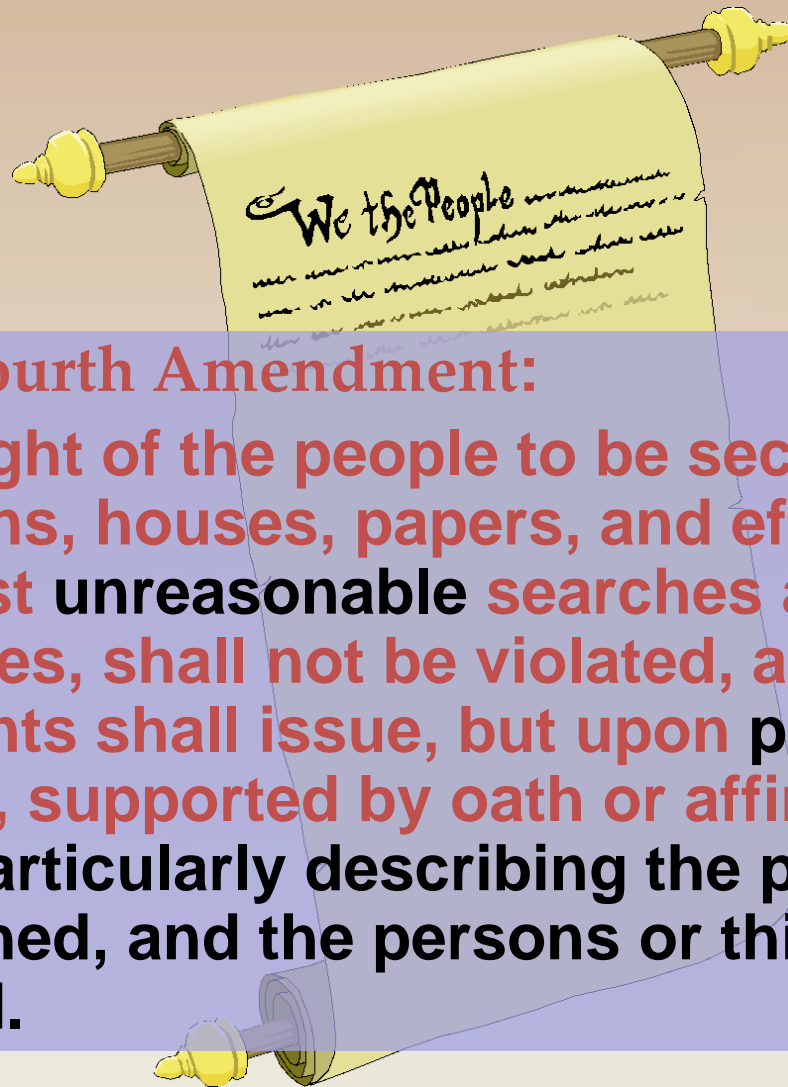 We the People
ourth Amendment:
ght of the people to be sec
ns, houses, papers, and ef
st unreasonable searches a
es, shall not be violated, a
nts shall issue, but upon p
, supported by oath or affir
articularly describing the p
hed, and the persons or thi
d.